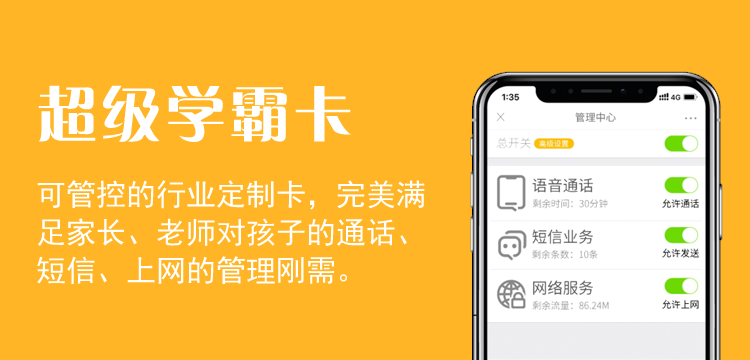 超级学霸卡
可管控的行业定制卡，完美满
足家长、老师对孩子的通话、
短信、上网的管理刚需。
1:35
4G
管理中心
总开关 高级设置
语音通话
剩余时间：30分钟
允许通话
短信业务
剩余条数：10条
允许发送
网络服务
剩余流量：86.24M
允许上网